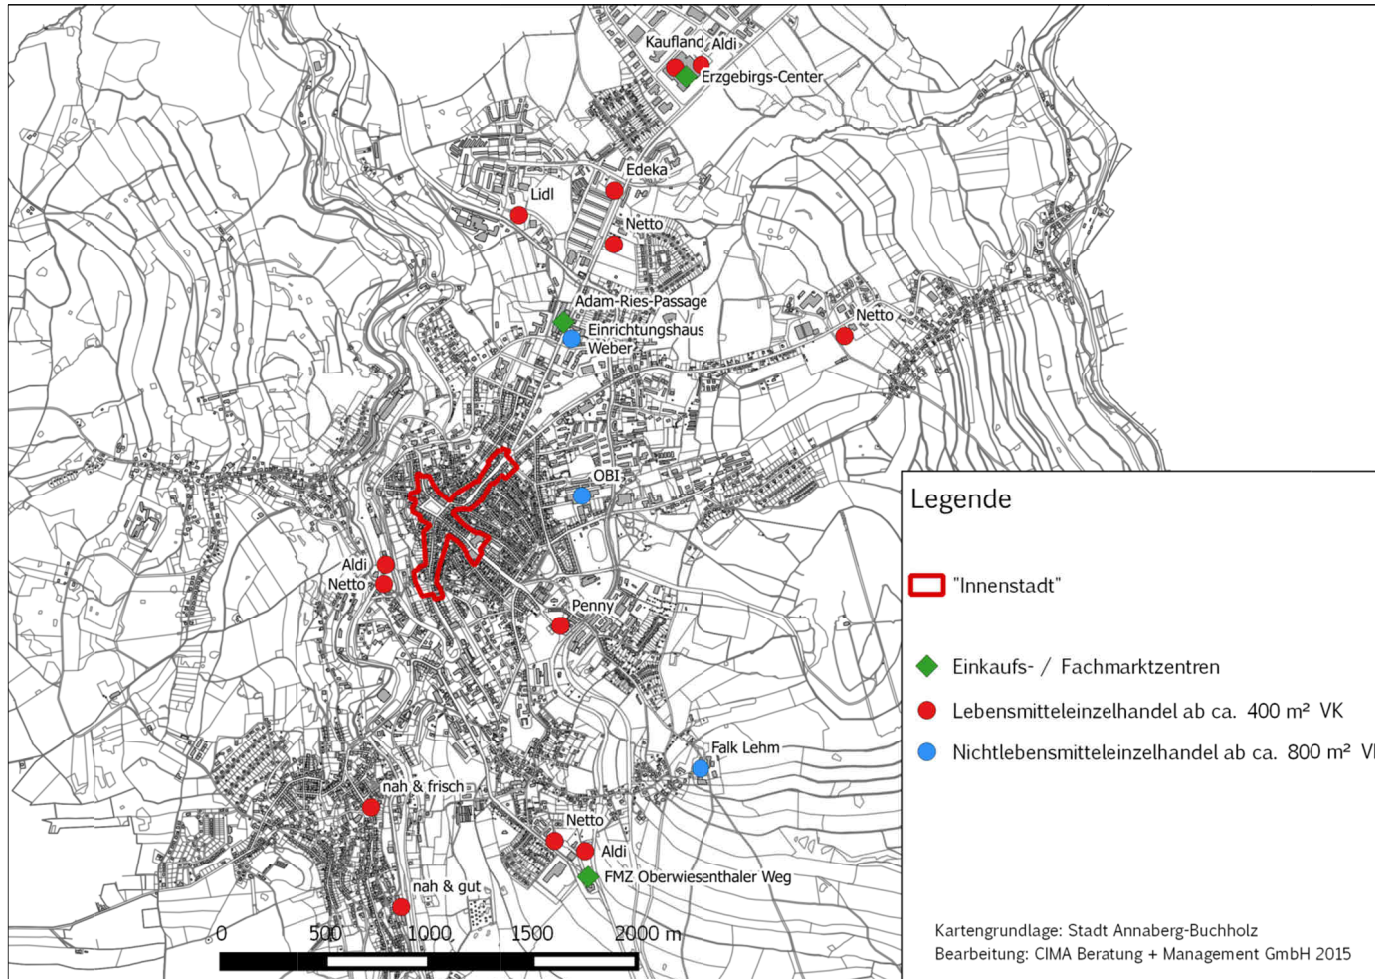 Kaufland Aldi
Erzgebirgs-Center
Edeka
Lidl
Netto
Adam-Ries-Passage
Einrichtungshaus
Weber
Netto
OBI
Aldi
Netto
Penny
Falk Lehm
nah & frisch
Netto
Aldi
FMZ Oberwiesenthaler Weg
nah & gut
0 500 1000 1500 2000 m
Legende
"Innenstadt"
Einkaufs- / Fachmarktzentren
Lebensmitteleinzelhandel ab ca. 400 m² VK
Nichtlebensmitteleinzelhandel ab ca. 800 m² V
Kartengrundlage: Stadt Annaberg-Buchholz
Bearbeitung: CIMA Beratung + Management GmbH 2015